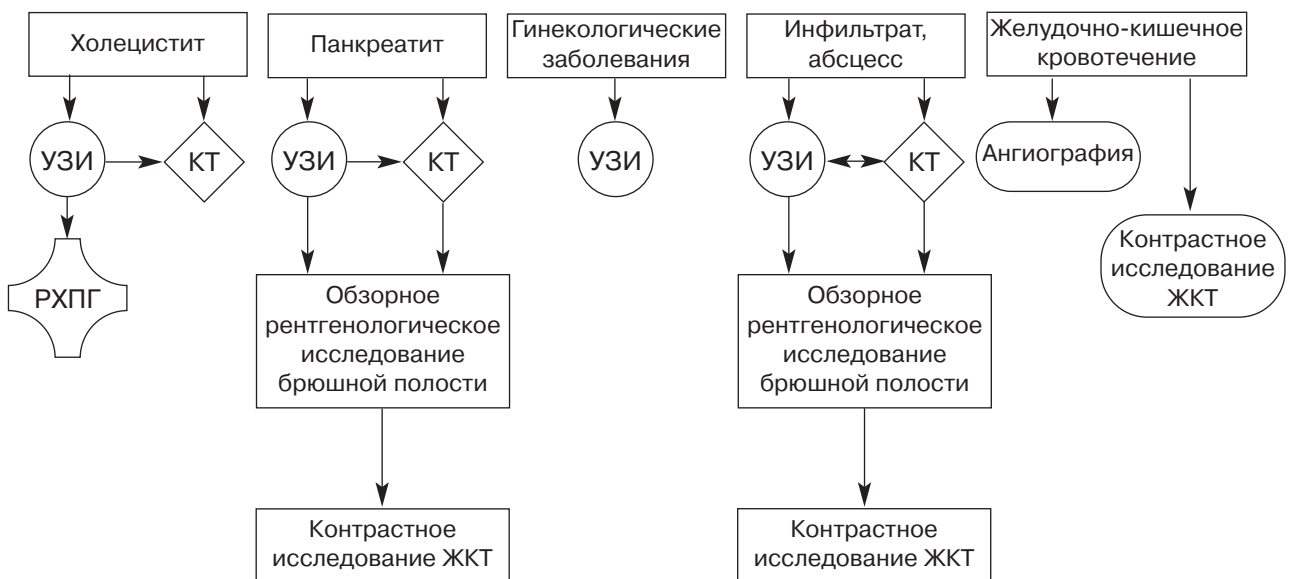 Холецистит
Панкреатит
Гинекологические
заболевания
Инфильтрат,
абсцесс
Желудочно-кишечное
кровотечение
УЗИ
КТ
УЗИ
КТ
УЗИ
УЗИ
КТ
Ангиография
РХПГ
Обзорное
рентгенологическое
исследование
брюшной полости
Обзорное
рентгенологическое
исследование
брюшной полости
Контрастное
исследование
ЖКТ
Контрастное
исследование ЖКТ
Контрастное
исследование ЖКТ